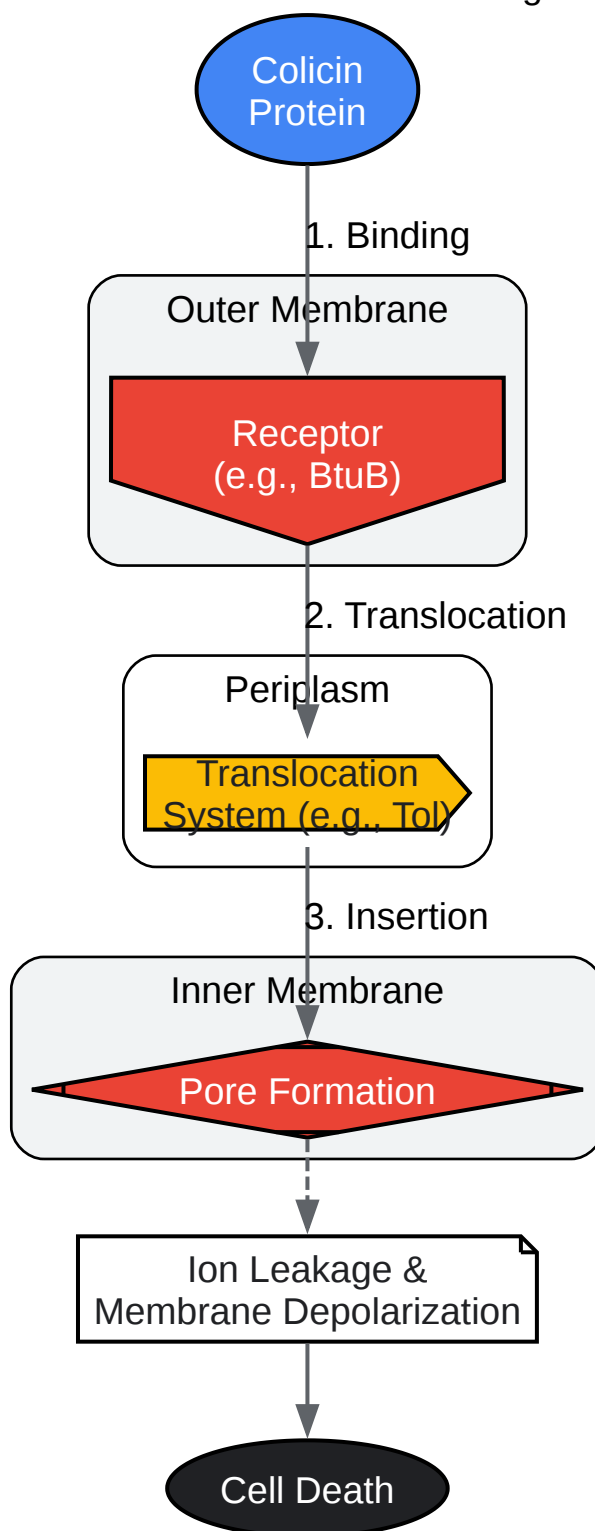 Colicin
Protein
1. Binding
Outer Membrane
Receptor
(e.g., BtuB)
2. Translocation
Periplasm
Translocation
System (e.g., Tol)
3. Insertion
Inner Membrane
Pore Formation
Ion Leakage &
Membrane Depolarization
Cell Death